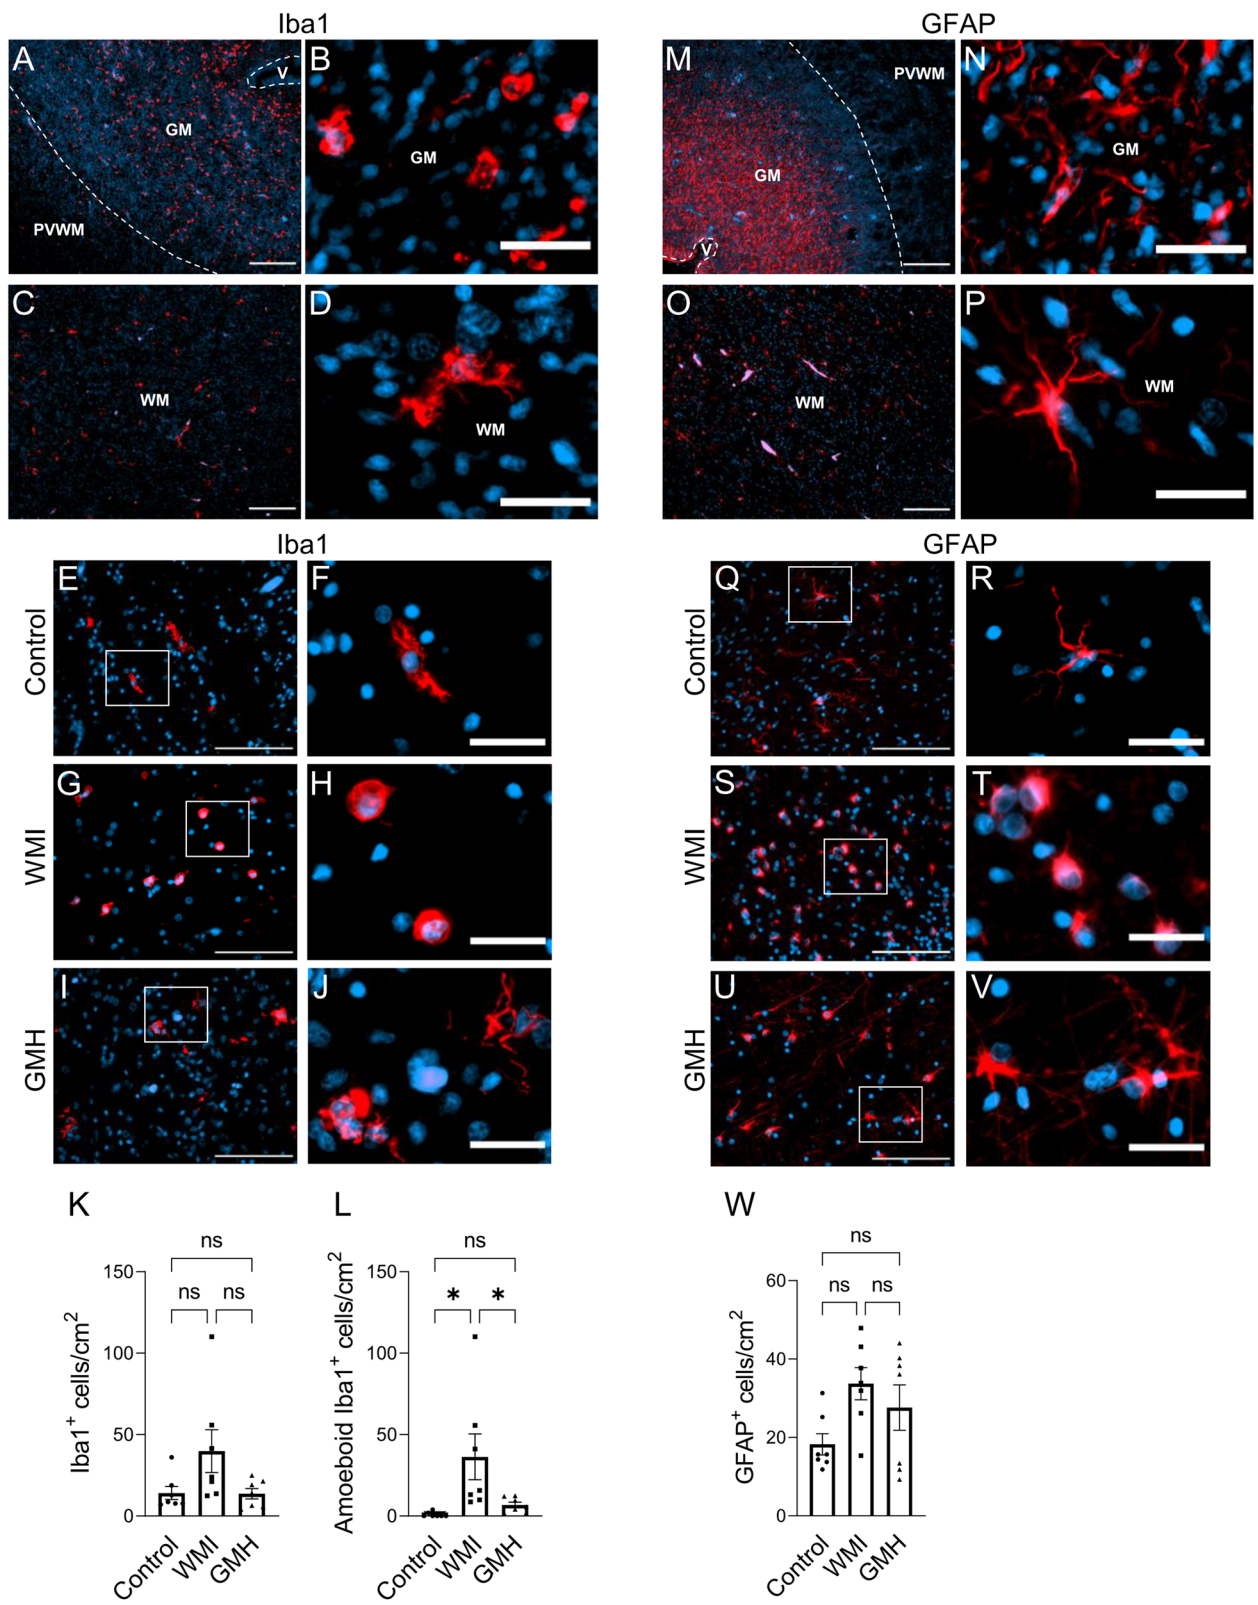 Iba1
GFAP
A
V
GM
PVWM
B
GM
M
PVWM
GM
V
N
GM
C
WM
D
WM
O
WM
P
WM
Iba1
GFAP
Control
E
F
Control
Q
R
WMI
G
H
WMI
S
T
GMH
I
J
GMH
U
V
K
ns
ns
ns
Iba1+ cells/cm2
150
100
50
0
Control
WMI
GMH
L
ns
*
*
Amoeboid Iba1+ cells/cm2
150
100
50
0
Control
WMI
GMH
W
ns
ns
ns
GFAP+ cells/cm2
60
40
20
0
Control
WMI
GMH